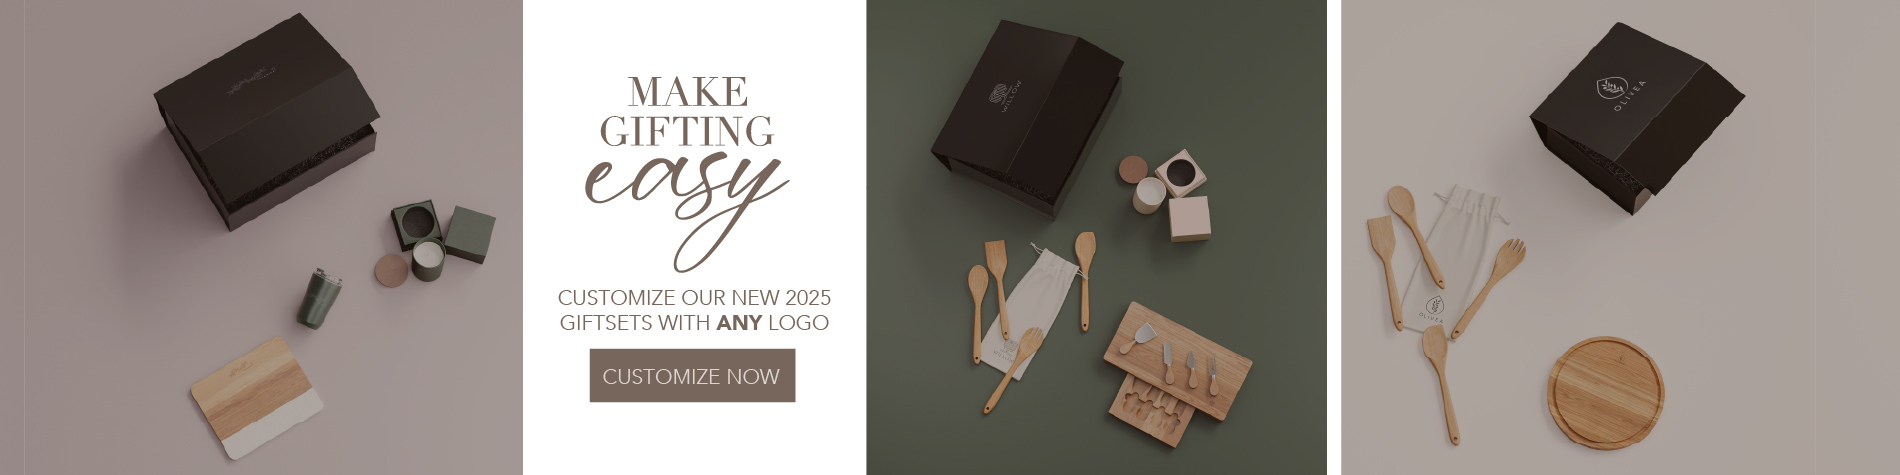 MAKE
GIFTING
easy
CUSTOMIZE OUR NEW 2025
GIFTSETS WITH ANY LOGO
CUSTOMIZE NOW
WILLOW
OLIVEA
OLIVEA